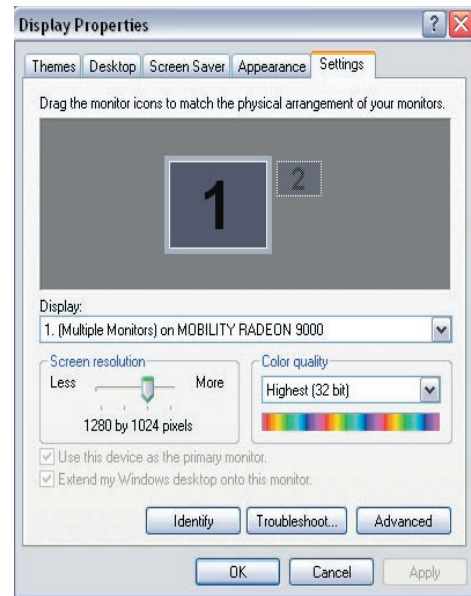 Display Properties
Themes Desktop Screen Saver Appearance Settings
Drag the monitor icons to match the physical arrangement of your monitors.
1 2
Display:
1. (Multiple Monitors) on MOBILITY RADEON 9000
Screen resolution Color quality
Less More Highest (32 bit)
1280 by 1024 pixels
Use this device as the primary monitor.
Extend my Windows desktop onto this monitor.
Identify Troubleshoot... Advanced
OK Cancel Apply